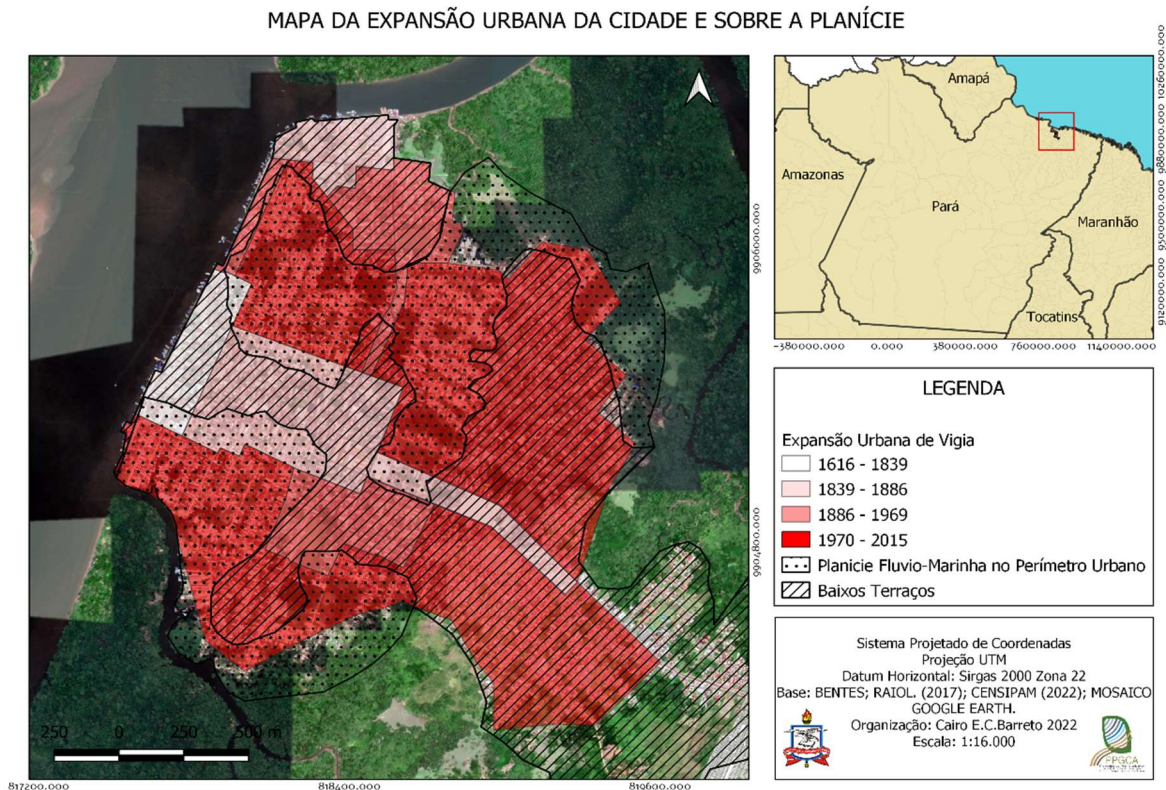 MAPA DA EXPANSÃO URBANA DA CIDADE E SOBRE A PLANÍCIE
250 0 250 500 m
817200.000 818400.000 819600.000
9906000.000
9904800.000
Amapá
Amazonas
Pará
Maranhão
Tocatins
-380000.000 0.000 380000.000 760000.000 1140000.000
10260000.000
9880000.000
9500000.000
9120000.000
LEGENDA
Expansão Urbana de Vigia
1616 - 1839
1839 - 1886
1886 - 1969
1970 - 2015
Planicie Fluvio-Marinha no Perímetro Urbano
Baixos Terraços
Sistema Projetado de Coordenadas
Projeção UTM
Datum Horizontal: Sirgas 2000 Zona 22
Base: BENTES; RAIOL. (2017); CENSIPAM (2022); MOSAICO
GOOGLE EARTH.
Organização: Cairo E.C.Barreto 2022
Escala: 1:16.000
PPGCA